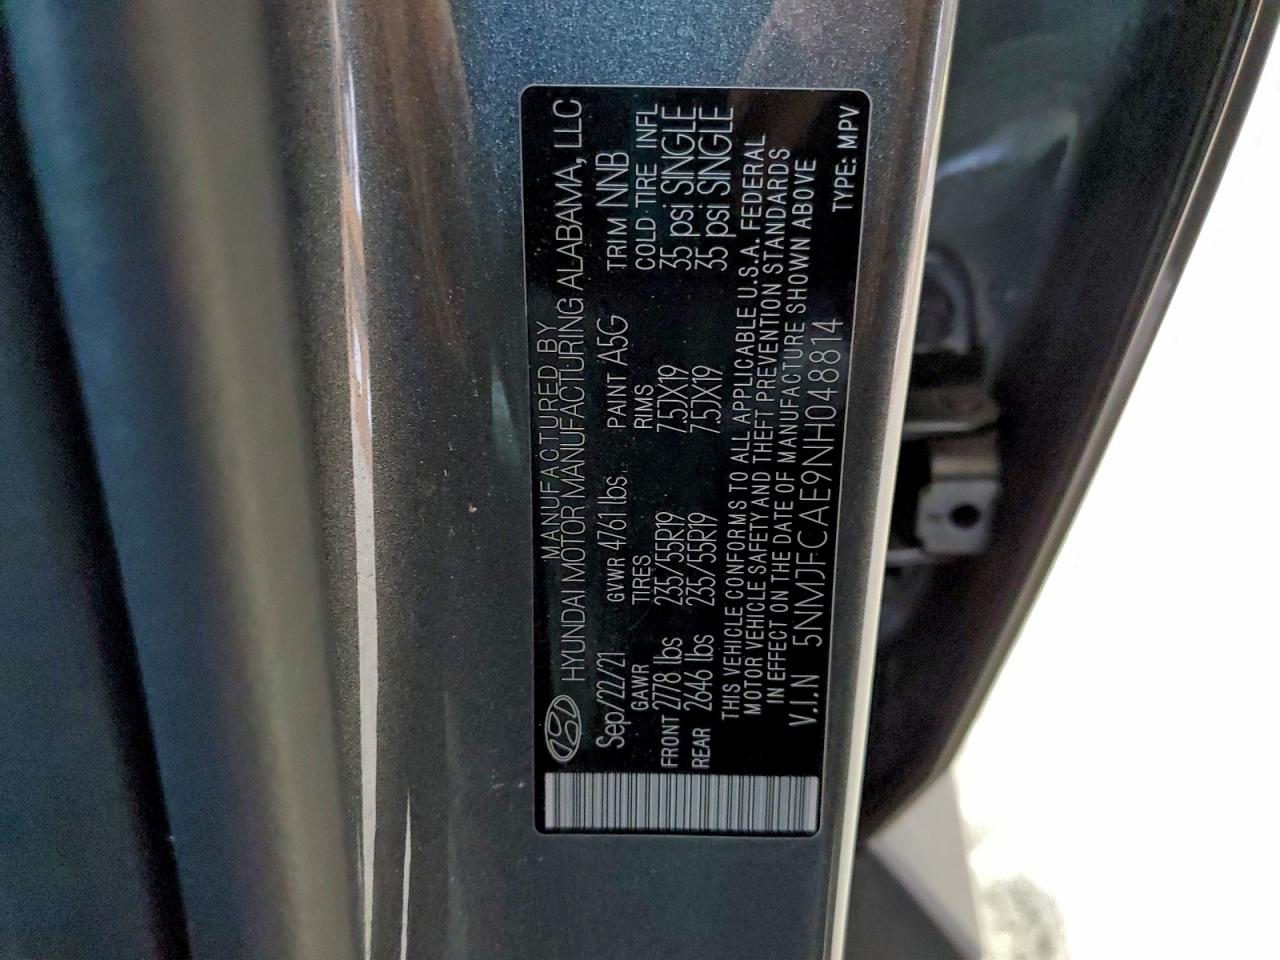 MANUFACTURED BY
HYUNDAI MOTOR MANUFACTURING ALABAMA, LLC
Sep/22/21 GVWR 4761 lbs. PAINT A5G TRIM NNB
GAWR TIRES RIMS COLD TIRE INFL
FRONT 2778 lbs 235/55R19 7.5JX19 35 psi SINGLE
REAR 2646 lbs 235/55R19 7.5JX19 35 psi SINGLE
THIS VEHICLE CONFORMS TO ALL APPLICABLE U.S.A. FEDERAL
MOTOR VEHICLE SAFETY AND THEFT PREVENTION STANDARDS
IN EFFECT ON THE DATE OF MANUFACTURE SHOWN ABOVE
V.I.N 5NMJFCAE9NH048814 TYPE: MPV